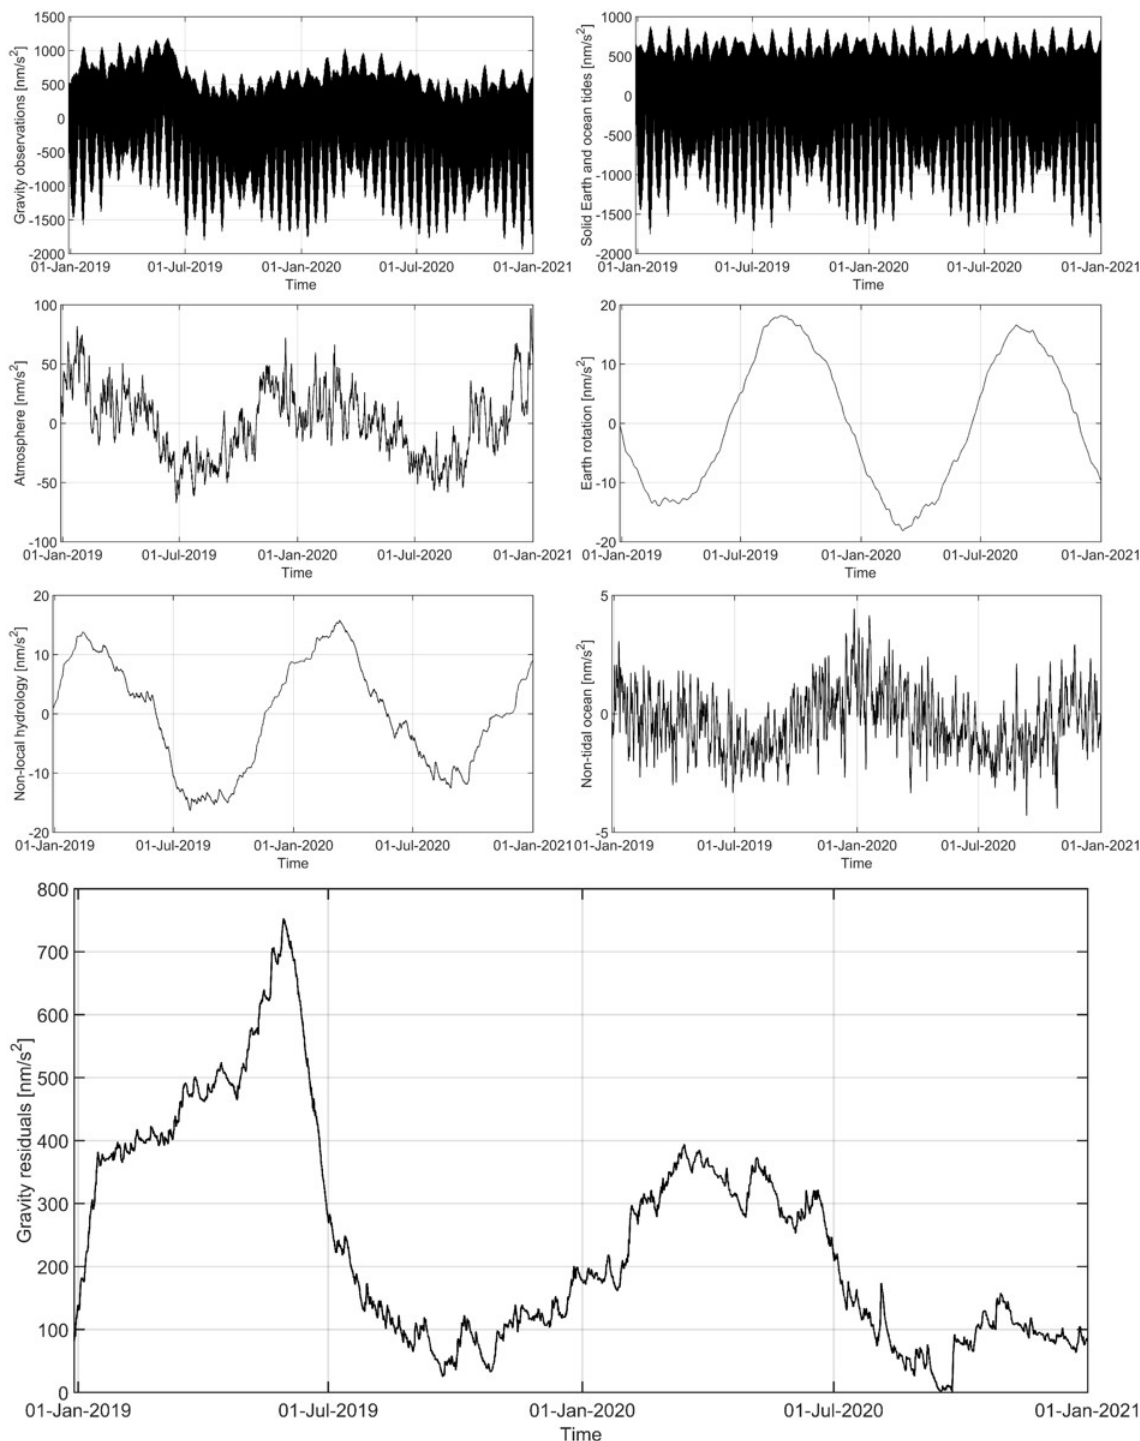 Gravity observations [nm/s²]
1500
1000
500
0
-500
-1000
-1500
-2000
01-Jan-2019 01-Jul-2019 01-Jan-2020 01-Jul-2020 01-Jan-2021
Time
Solid Earth and ocean tides [nm/s²]
1000
500
0
-500
-1000
-1500
-2000
01-Jan-2019 01-Jul-2019 01-Jan-2020 01-Jul-2020 01-Jan-2021
Time
Atmosphere [nm/s²]
100
50
0
-50
-100
01-Jan-2019 01-Jul-2019 01-Jan-2020 01-Jul-2020 01-Jan-2021
Time
Earth rotation [nm/s²]
20
10
0
-10
-20
01-Jan-2019 01-Jul-2019 01-Jan-2020 01-Jul-2020 01-Jan-2021
Time
Non-local hydrology [nm/s²]
20
10
0
-10
-20
01-Jan-2019 01-Jul-2019 01-Jan-2020 01-Jul-2020 01-Jan-2021
Time
Non-tidal ocean [nm/s²]
5
0
-5
01-Jan-2019 01-Jul-2019 01-Jan-2020 01-Jul-2020 01-Jan-2021
Time
Gravity residuals [nm/s²]
800
700
600
500
400
300
200
100
0
01-Jan-2019 01-Jul-2019 01-Jan-2020 01-Jul-2020 01-Jan-2021
Time